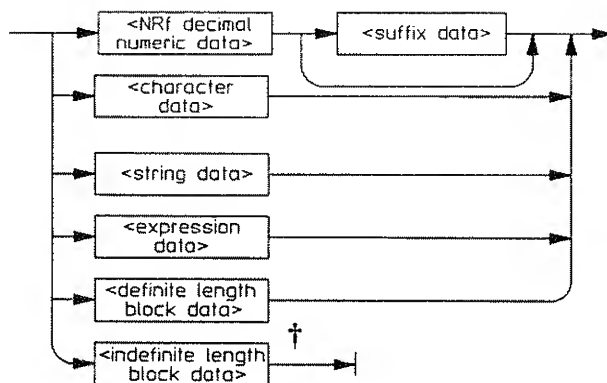 <NRf decimal
numeric data>
<suffix data>
<character
data>
<string data>
<expression
data>
<definite length
block data>
†
<indefinite length
block data>